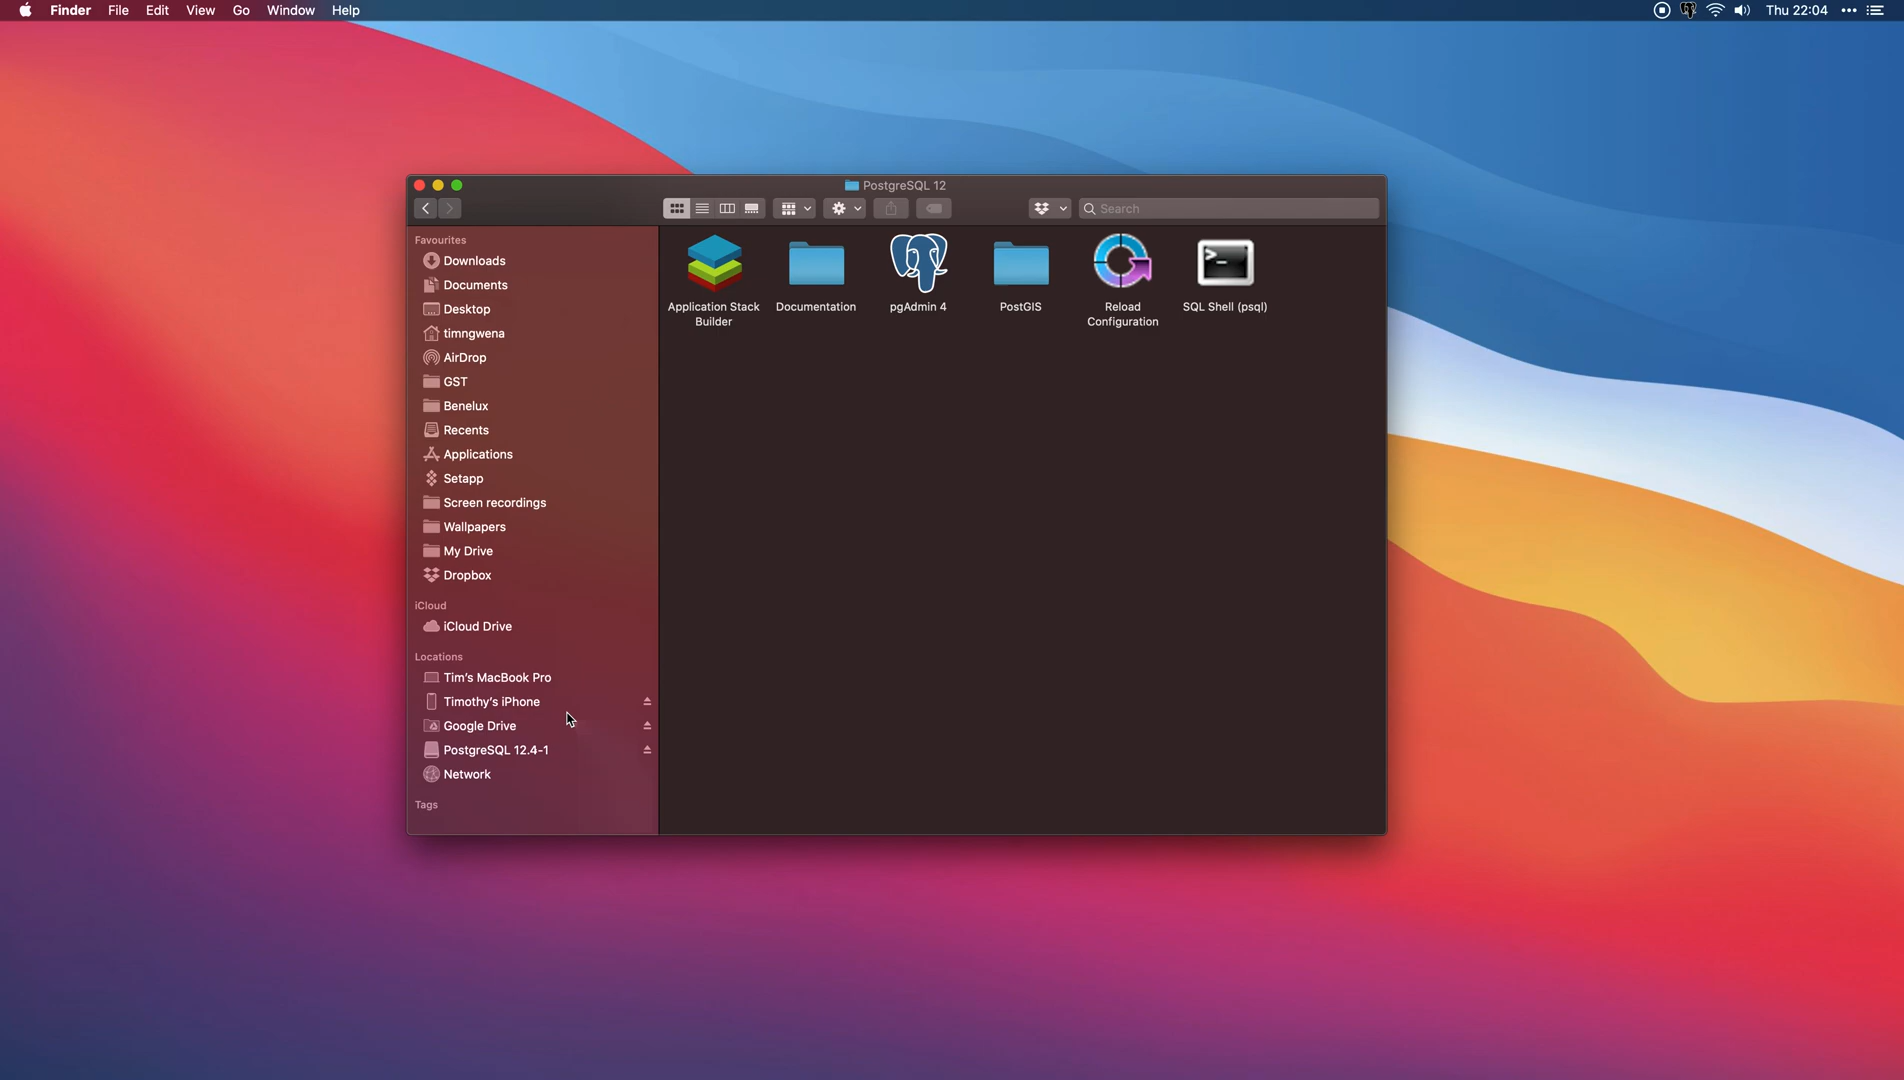 Finder File Edit View Go Window Help
Thu 22:04
PostgreSQL 12
Search
Favourites
Downloads
Documents
Desktop
timngwena
AirDrop
GST
Benelux
Recents
Applications
Setapp
Screen recordings
Wallpapers
My Drive
Dropbox
iCloud
iCloud Drive
Locations
Tim's MacBook Pro
Timothy's iPhone
Google Drive
PostgreSQL 12.4-1
Network
Tags
Application Stack
Builder
Documentation
pgAdmin 4
PostGIS
Reload
Configuration
SQL Shell (psql)